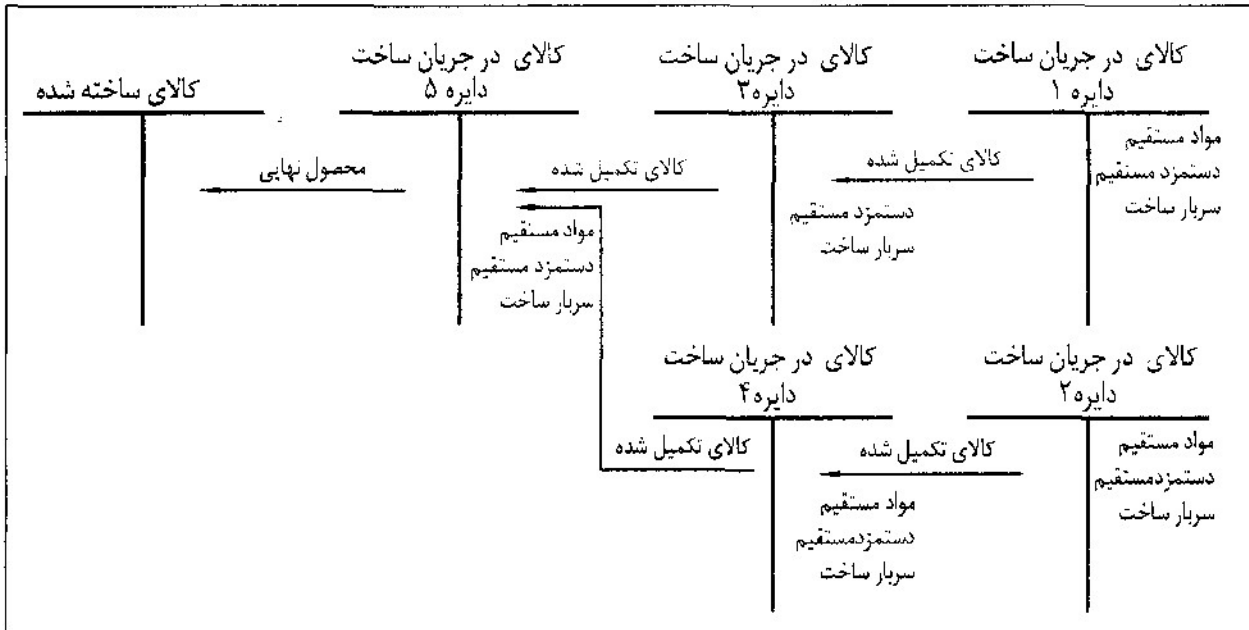 کالای در جریان ساخت
دایره ۱
کالای در جریان ساخت
دایره۳
کالای در جریان ساخت
دایره ۵
کالای ساخته شده
مواد مستقیم
دستمزد مستقیم
سربار ساخت
کالای تکمیل شده
دستمزد مستقیم
سربار ساخت
کالای تکمیل شده
مواد مستقیم
دستمزد مستقیم
سربار ساخت
محصول نهایی
کالای در جریان ساخت
دایره۲
کالای در جریان ساخت
دایره۴
مواد مستقیم
دستمزدمستقیم
سربار ساخت
کالای تکمیل شده
مواد مستقیم
دستمزدمستقیم
سربار ساخت
کالای تکمیل شده